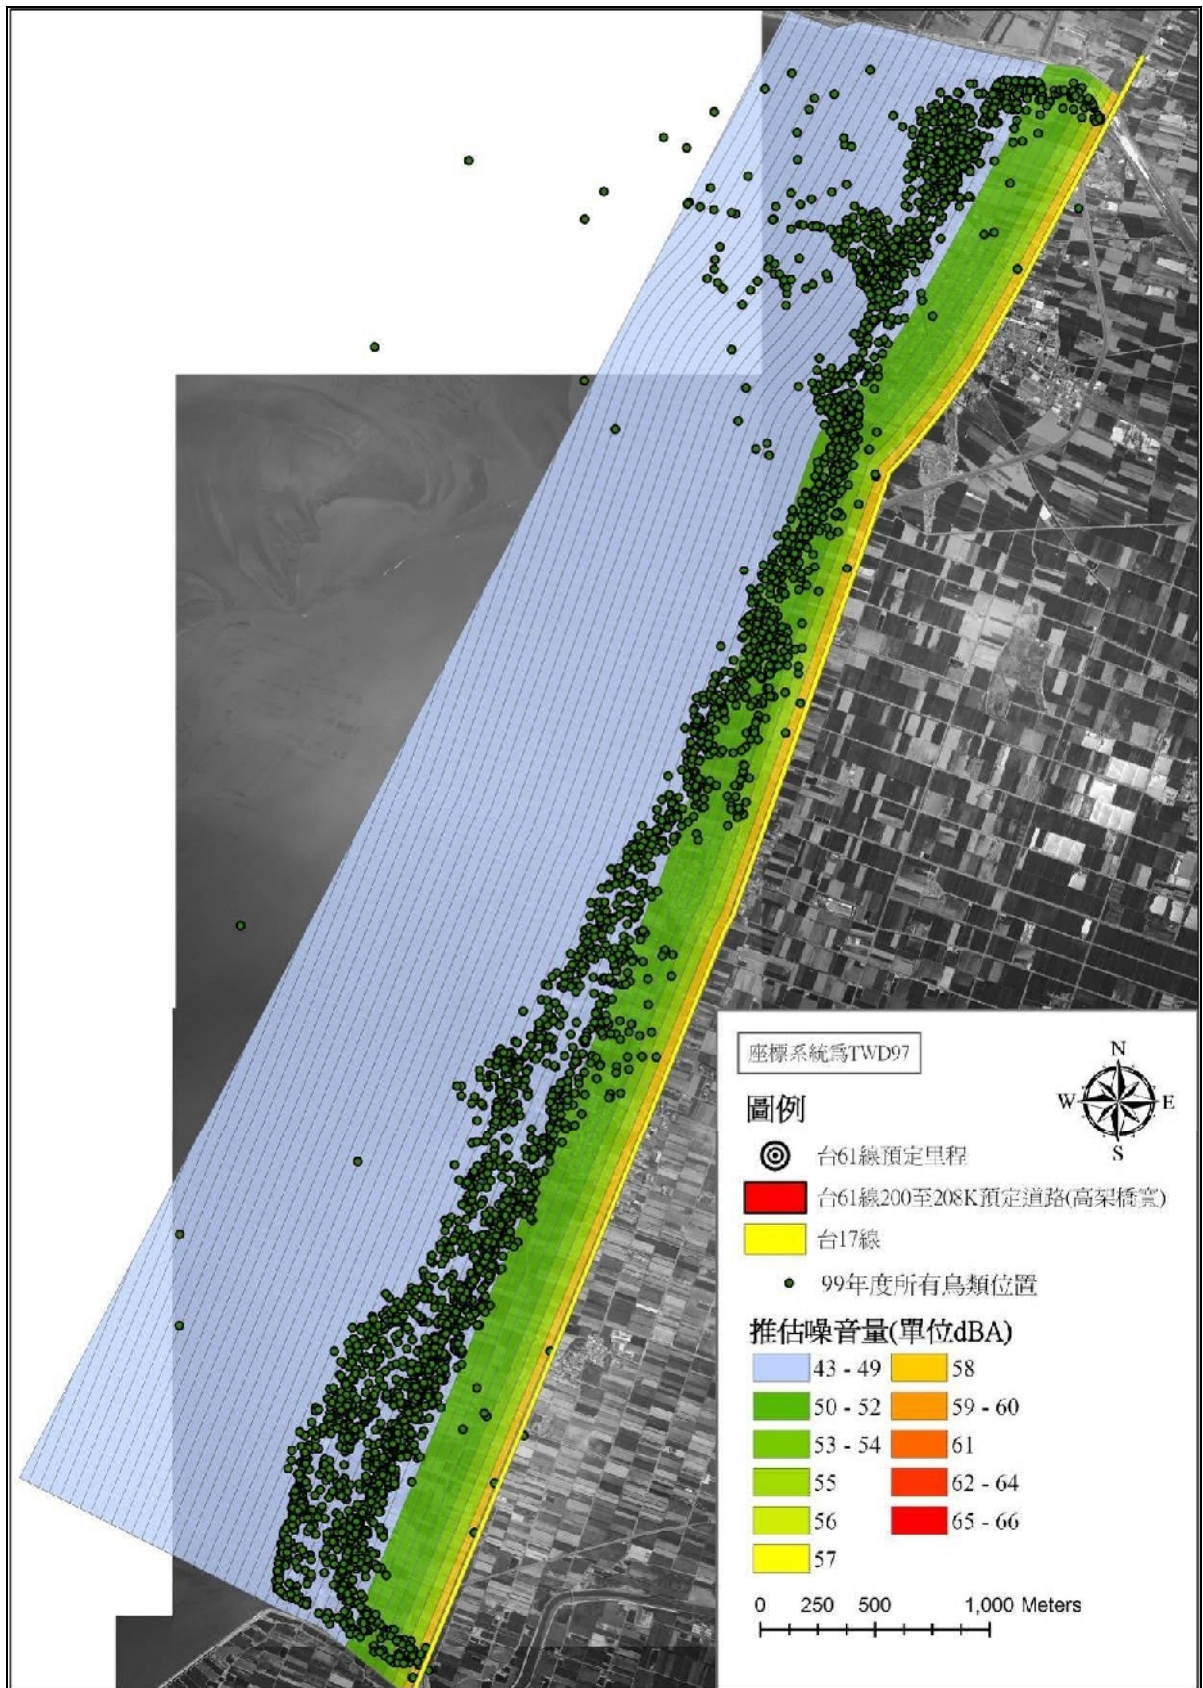 座標系統為TWD97
N
W
E
S
圖例
台61線預定里程
台61線200至208K預定道路(高架橋寬)
台17線
99年度所有鳥類位置
推估噪音量(單位dBA)
43 - 49
58
50 - 52
59 - 60
53 - 54
61
55
62 - 64
56
65 - 66
57
0 250 500 1,000 Meters